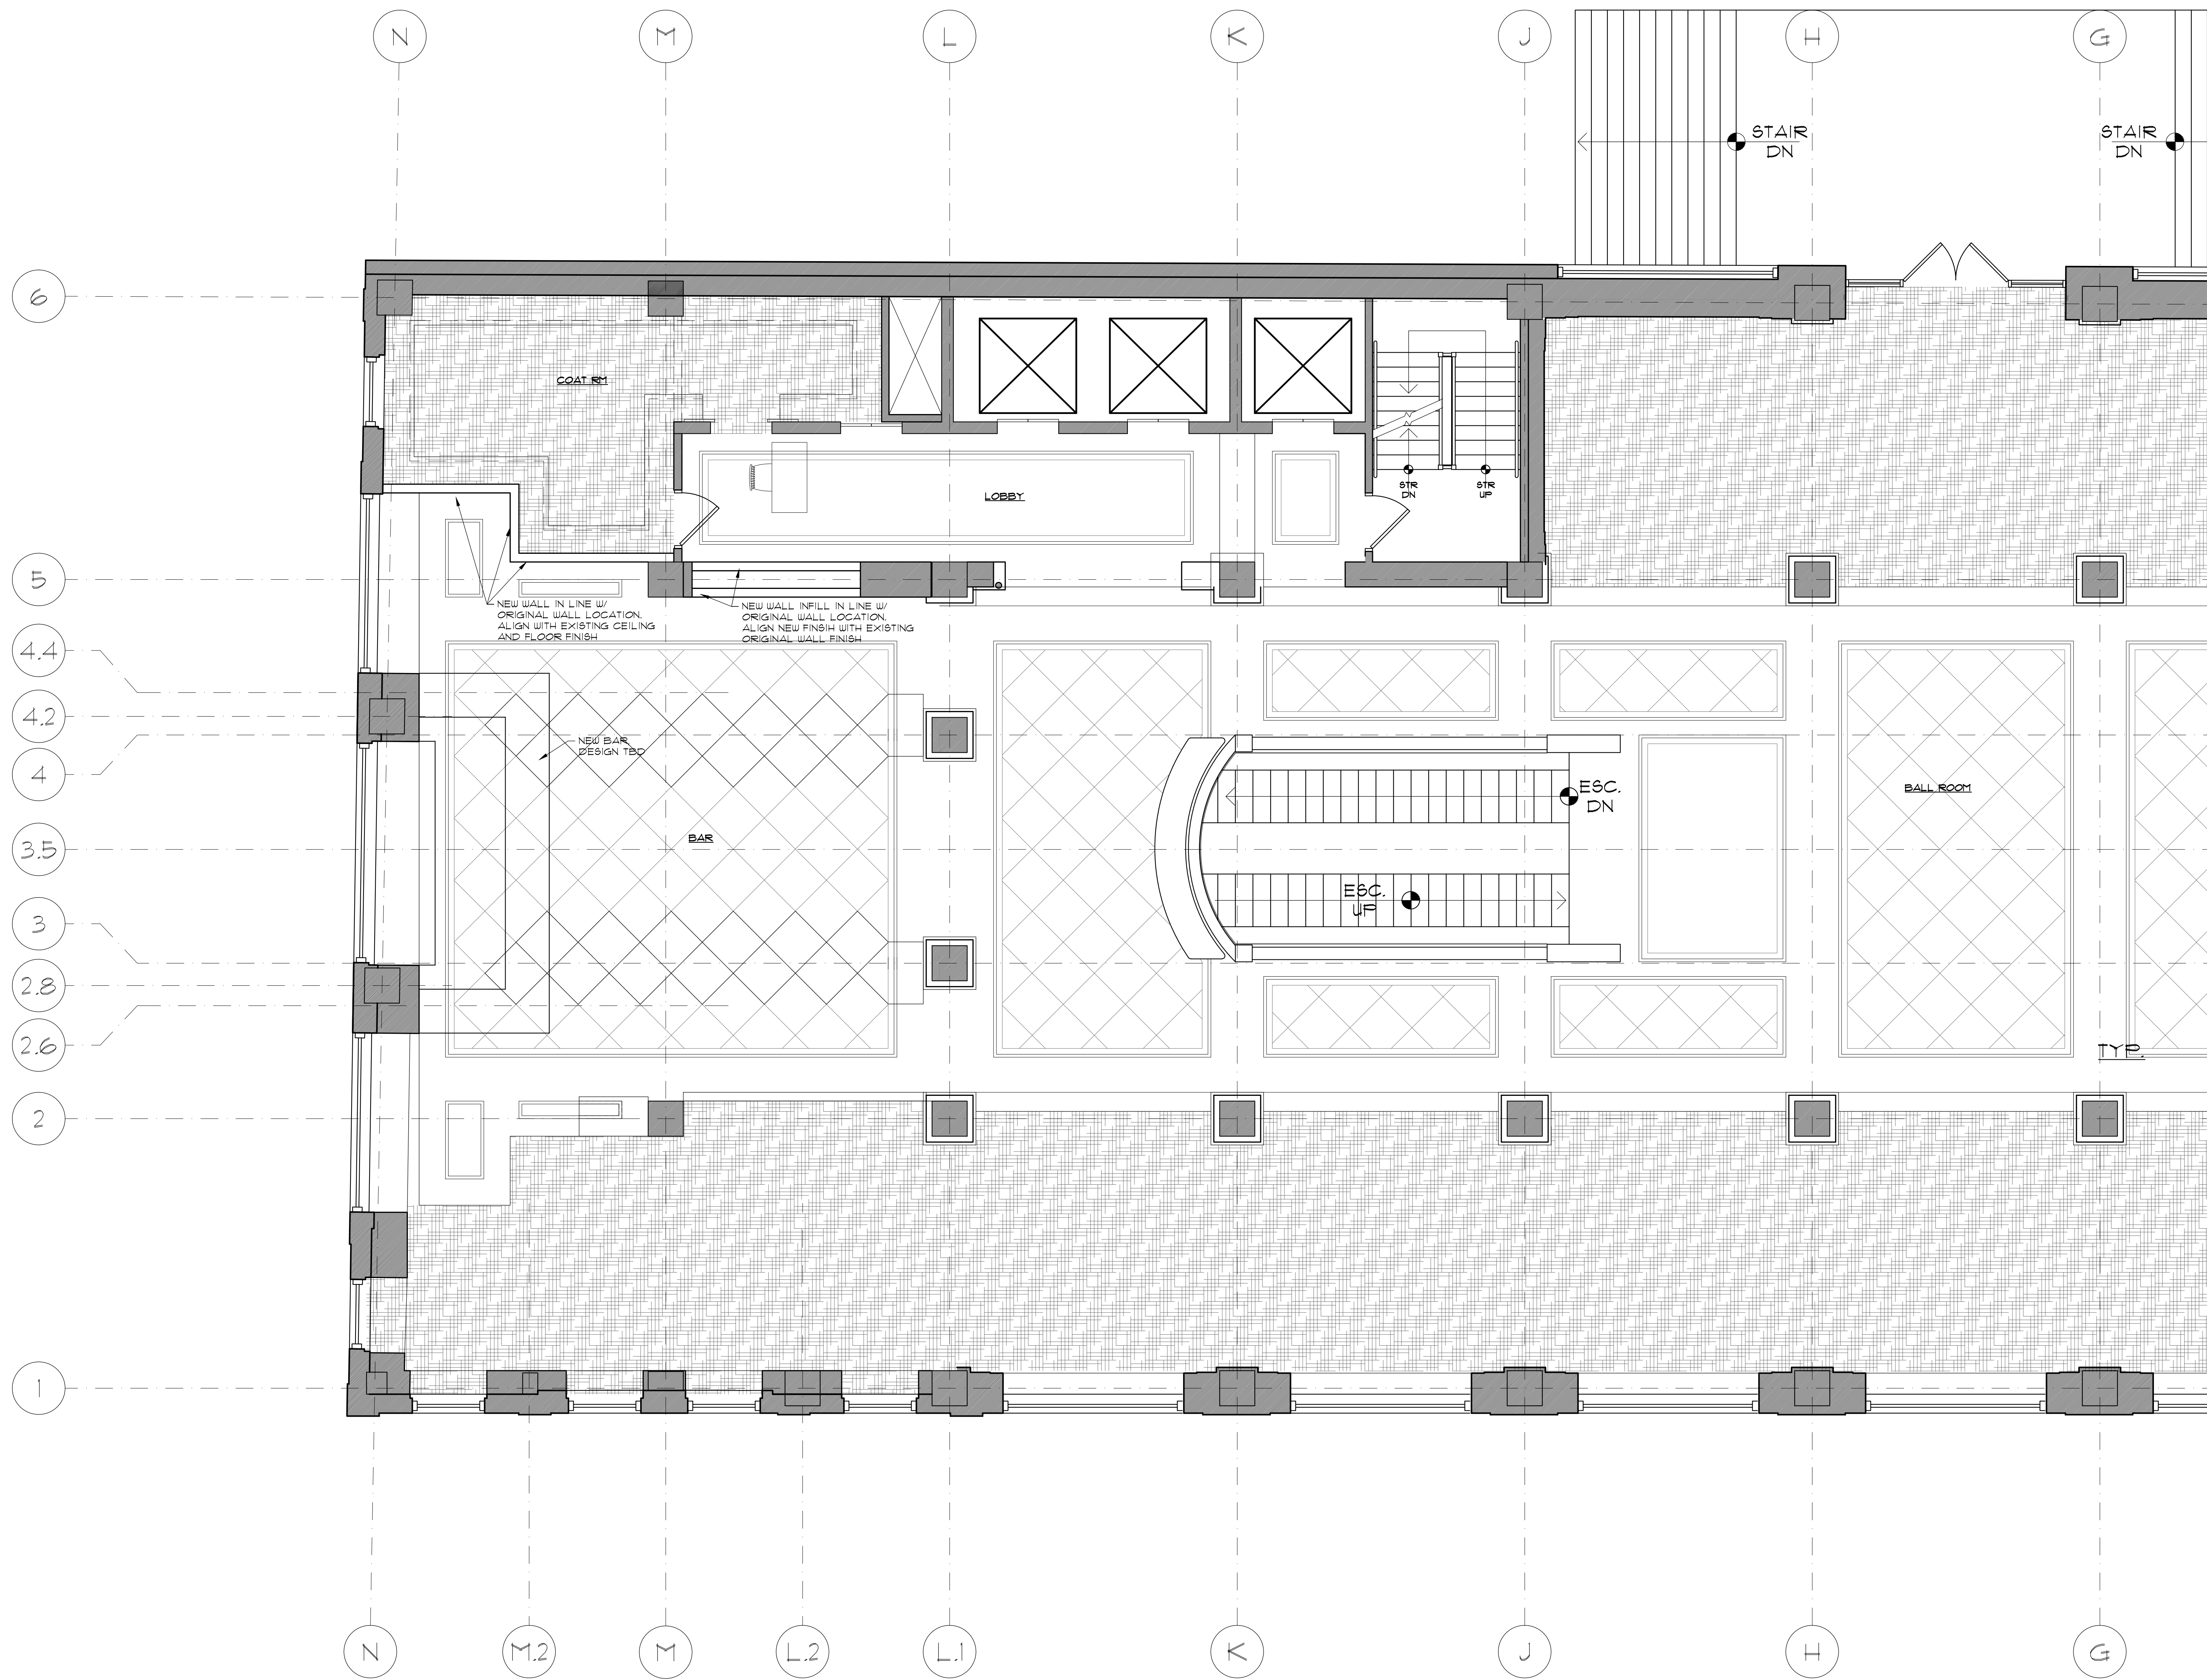 N
M
L
K
J
H
G
STAIR
DN
STAIR
DN
6
COAT RM
LOBBY
STR
DN
STR
UP
5
NEW WALL IN LINE W/
ORIGINAL WALL LOCATION.
ALIGN WITH EXISTING CEILING
AND FLOOR FINISH
NEW WALL INFILL IN LINE W/
ORIGINAL WALL LOCATION.
ALIGN NEW FINSIH WITH EXISTING
ORIGINAL WALL FINISH
4.4
4.2
4
NEW BAR
DESIGN TBD
ESC.
DN
BALL ROOM
BAR
3.5
ESC.
UP
3
2.8
2.6
TYP.
2
1
N
M.2
M
L.2
L.1
K
J
H
G